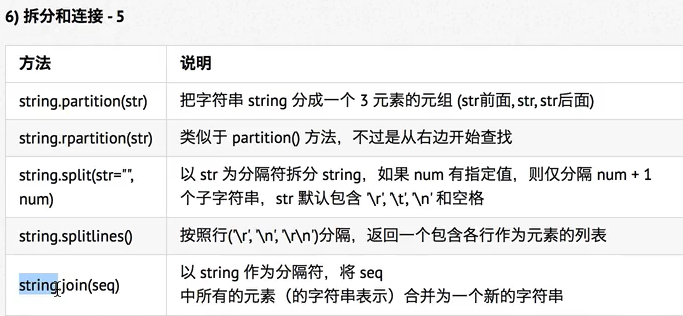 6) 拆分和连接 - 5
方法 说明
string.partition(str) 把字符串 string 分成一个 3 元素的元组 (str前面, str, str后面)
string.rpartition(str) 类似于 partition() 方法，不过是从右边开始查找
string.split(str="", 以 str 为分隔符拆分 string，如果 num 有指定值，则仅分隔 num + 1
num) 个子字符串，str 默认包含 '\r', '\t', '\n' 和空格
string.splitlines() 按照行('\r', '\n', '\r\n')分隔，返回一个包含各行作为元素的列表
string.join(seq) 以 string 作为分隔符，将 seq
中所有的元素（的字符串表示）合并为一个新的字符串